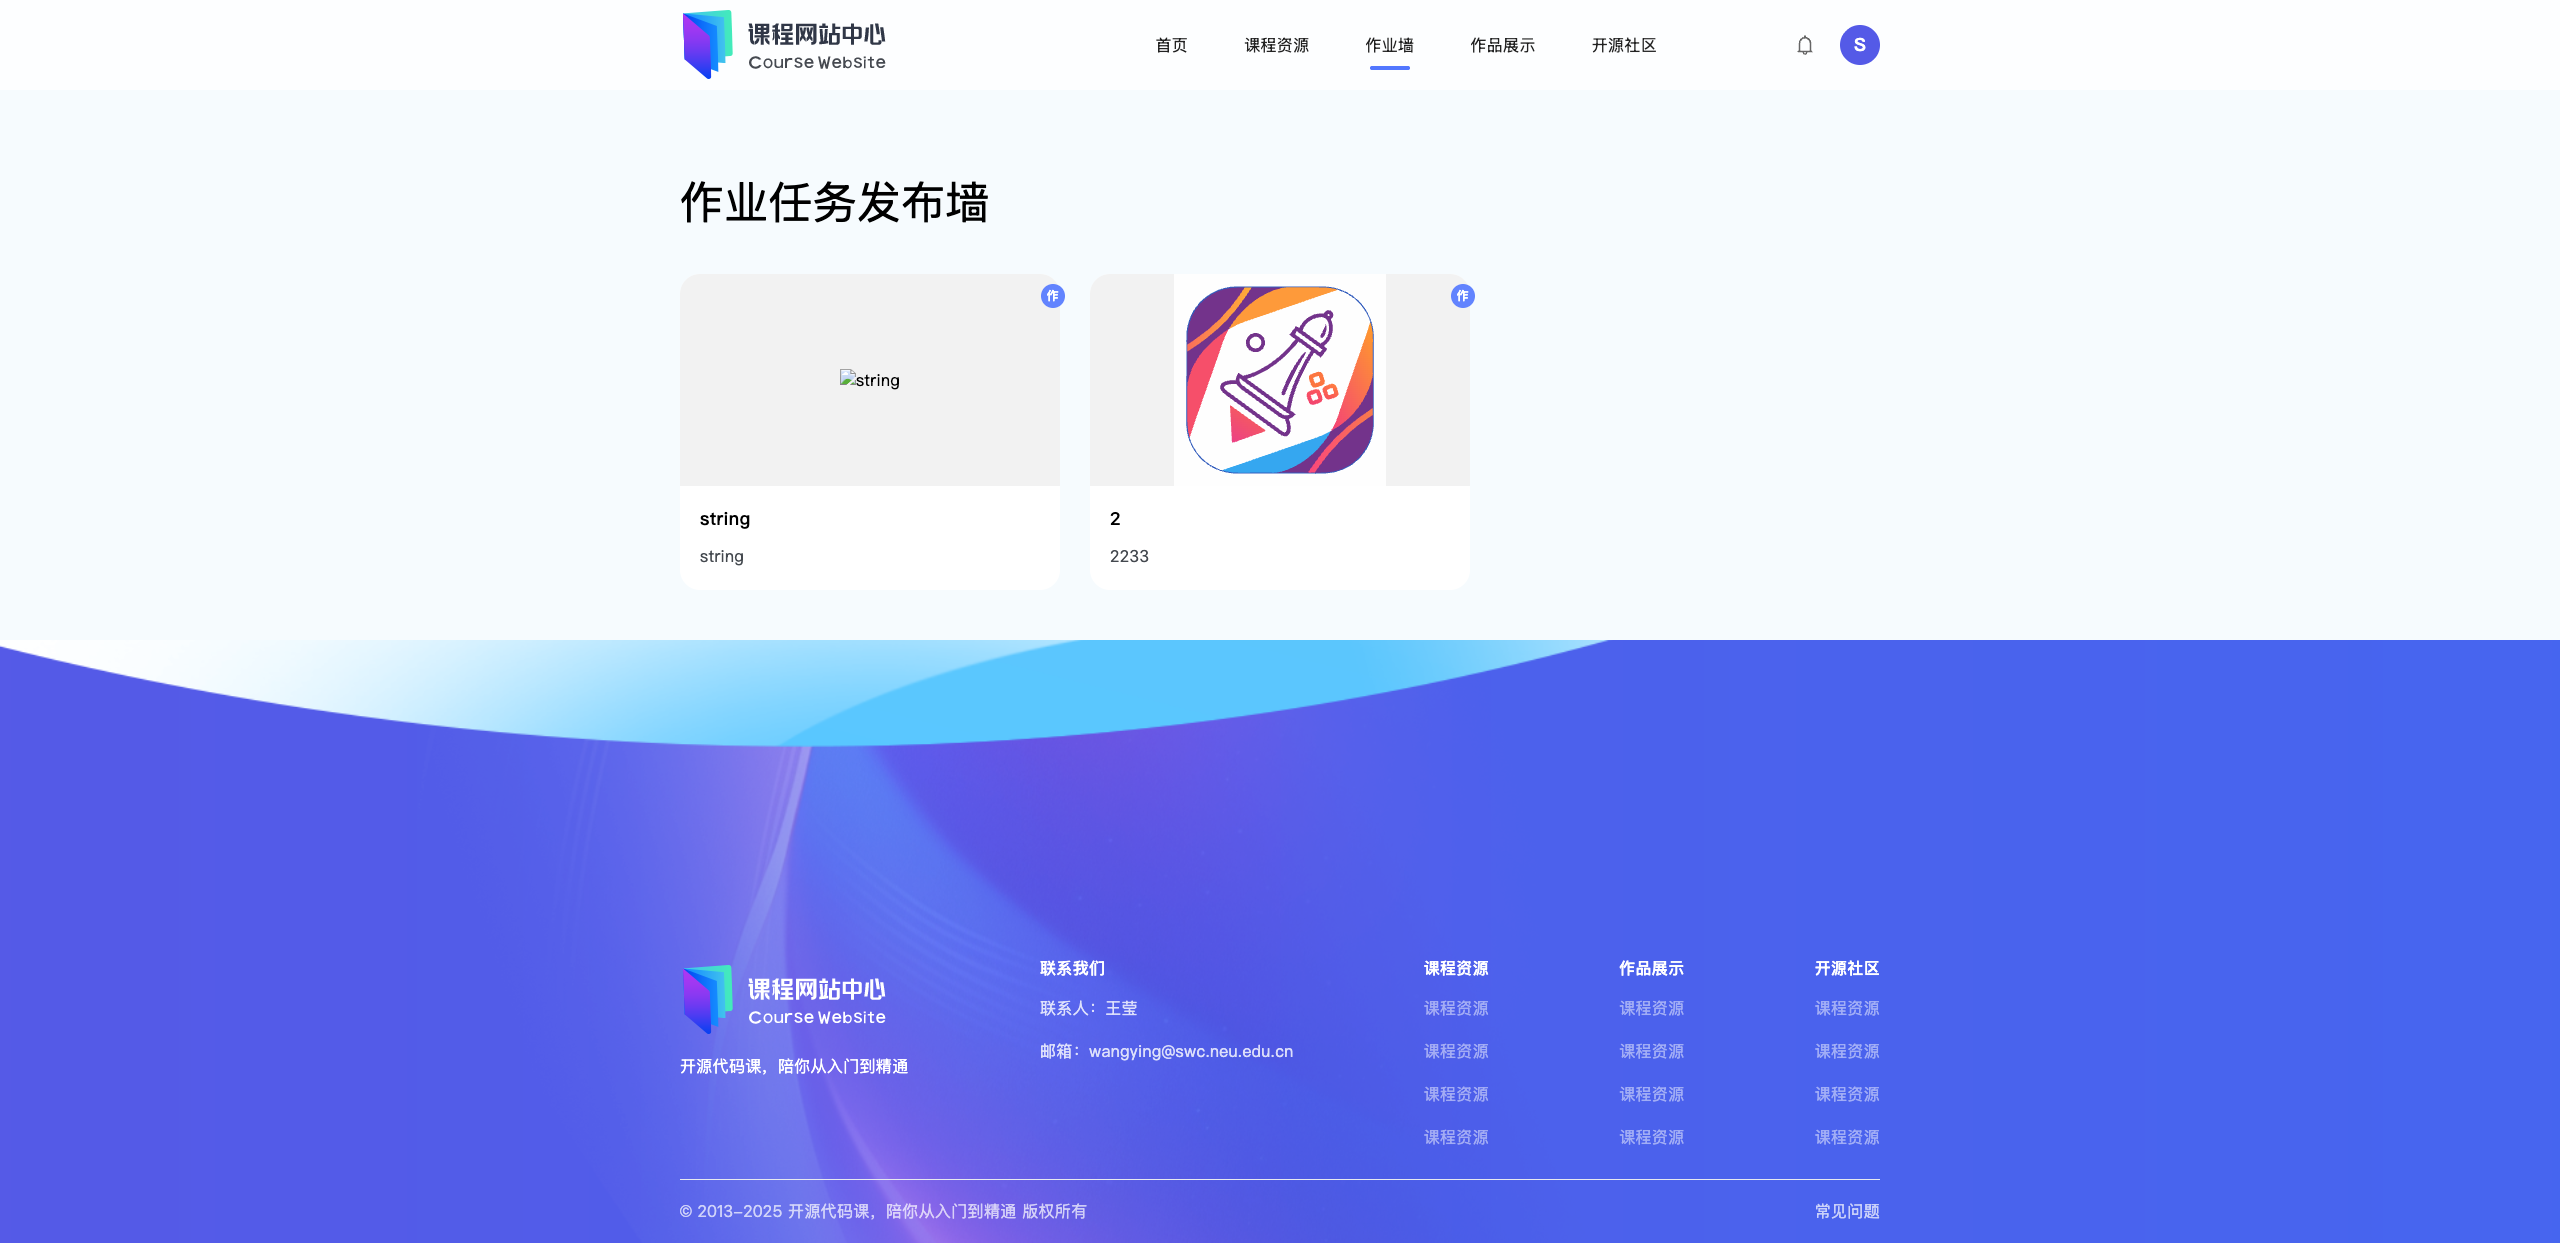 课程网站中心
Course Website
首页 课程资源 作业墙 作品展示 开源社区
S
作业任务发布墙
作
string
string
string
作
2
2233
课程网站中心
Course Website
开源代码课，陪你从入门到精通
联系我们
联系人：王莹
邮箱：wangying@swc.neu.edu.cn
课程资源
课程资源
课程资源
课程资源
课程资源
作品展示
课程资源
课程资源
课程资源
课程资源
开源社区
课程资源
课程资源
课程资源
课程资源
© 2013-2025 开源代码课，陪你从入门到精通 版权所有
常见问题